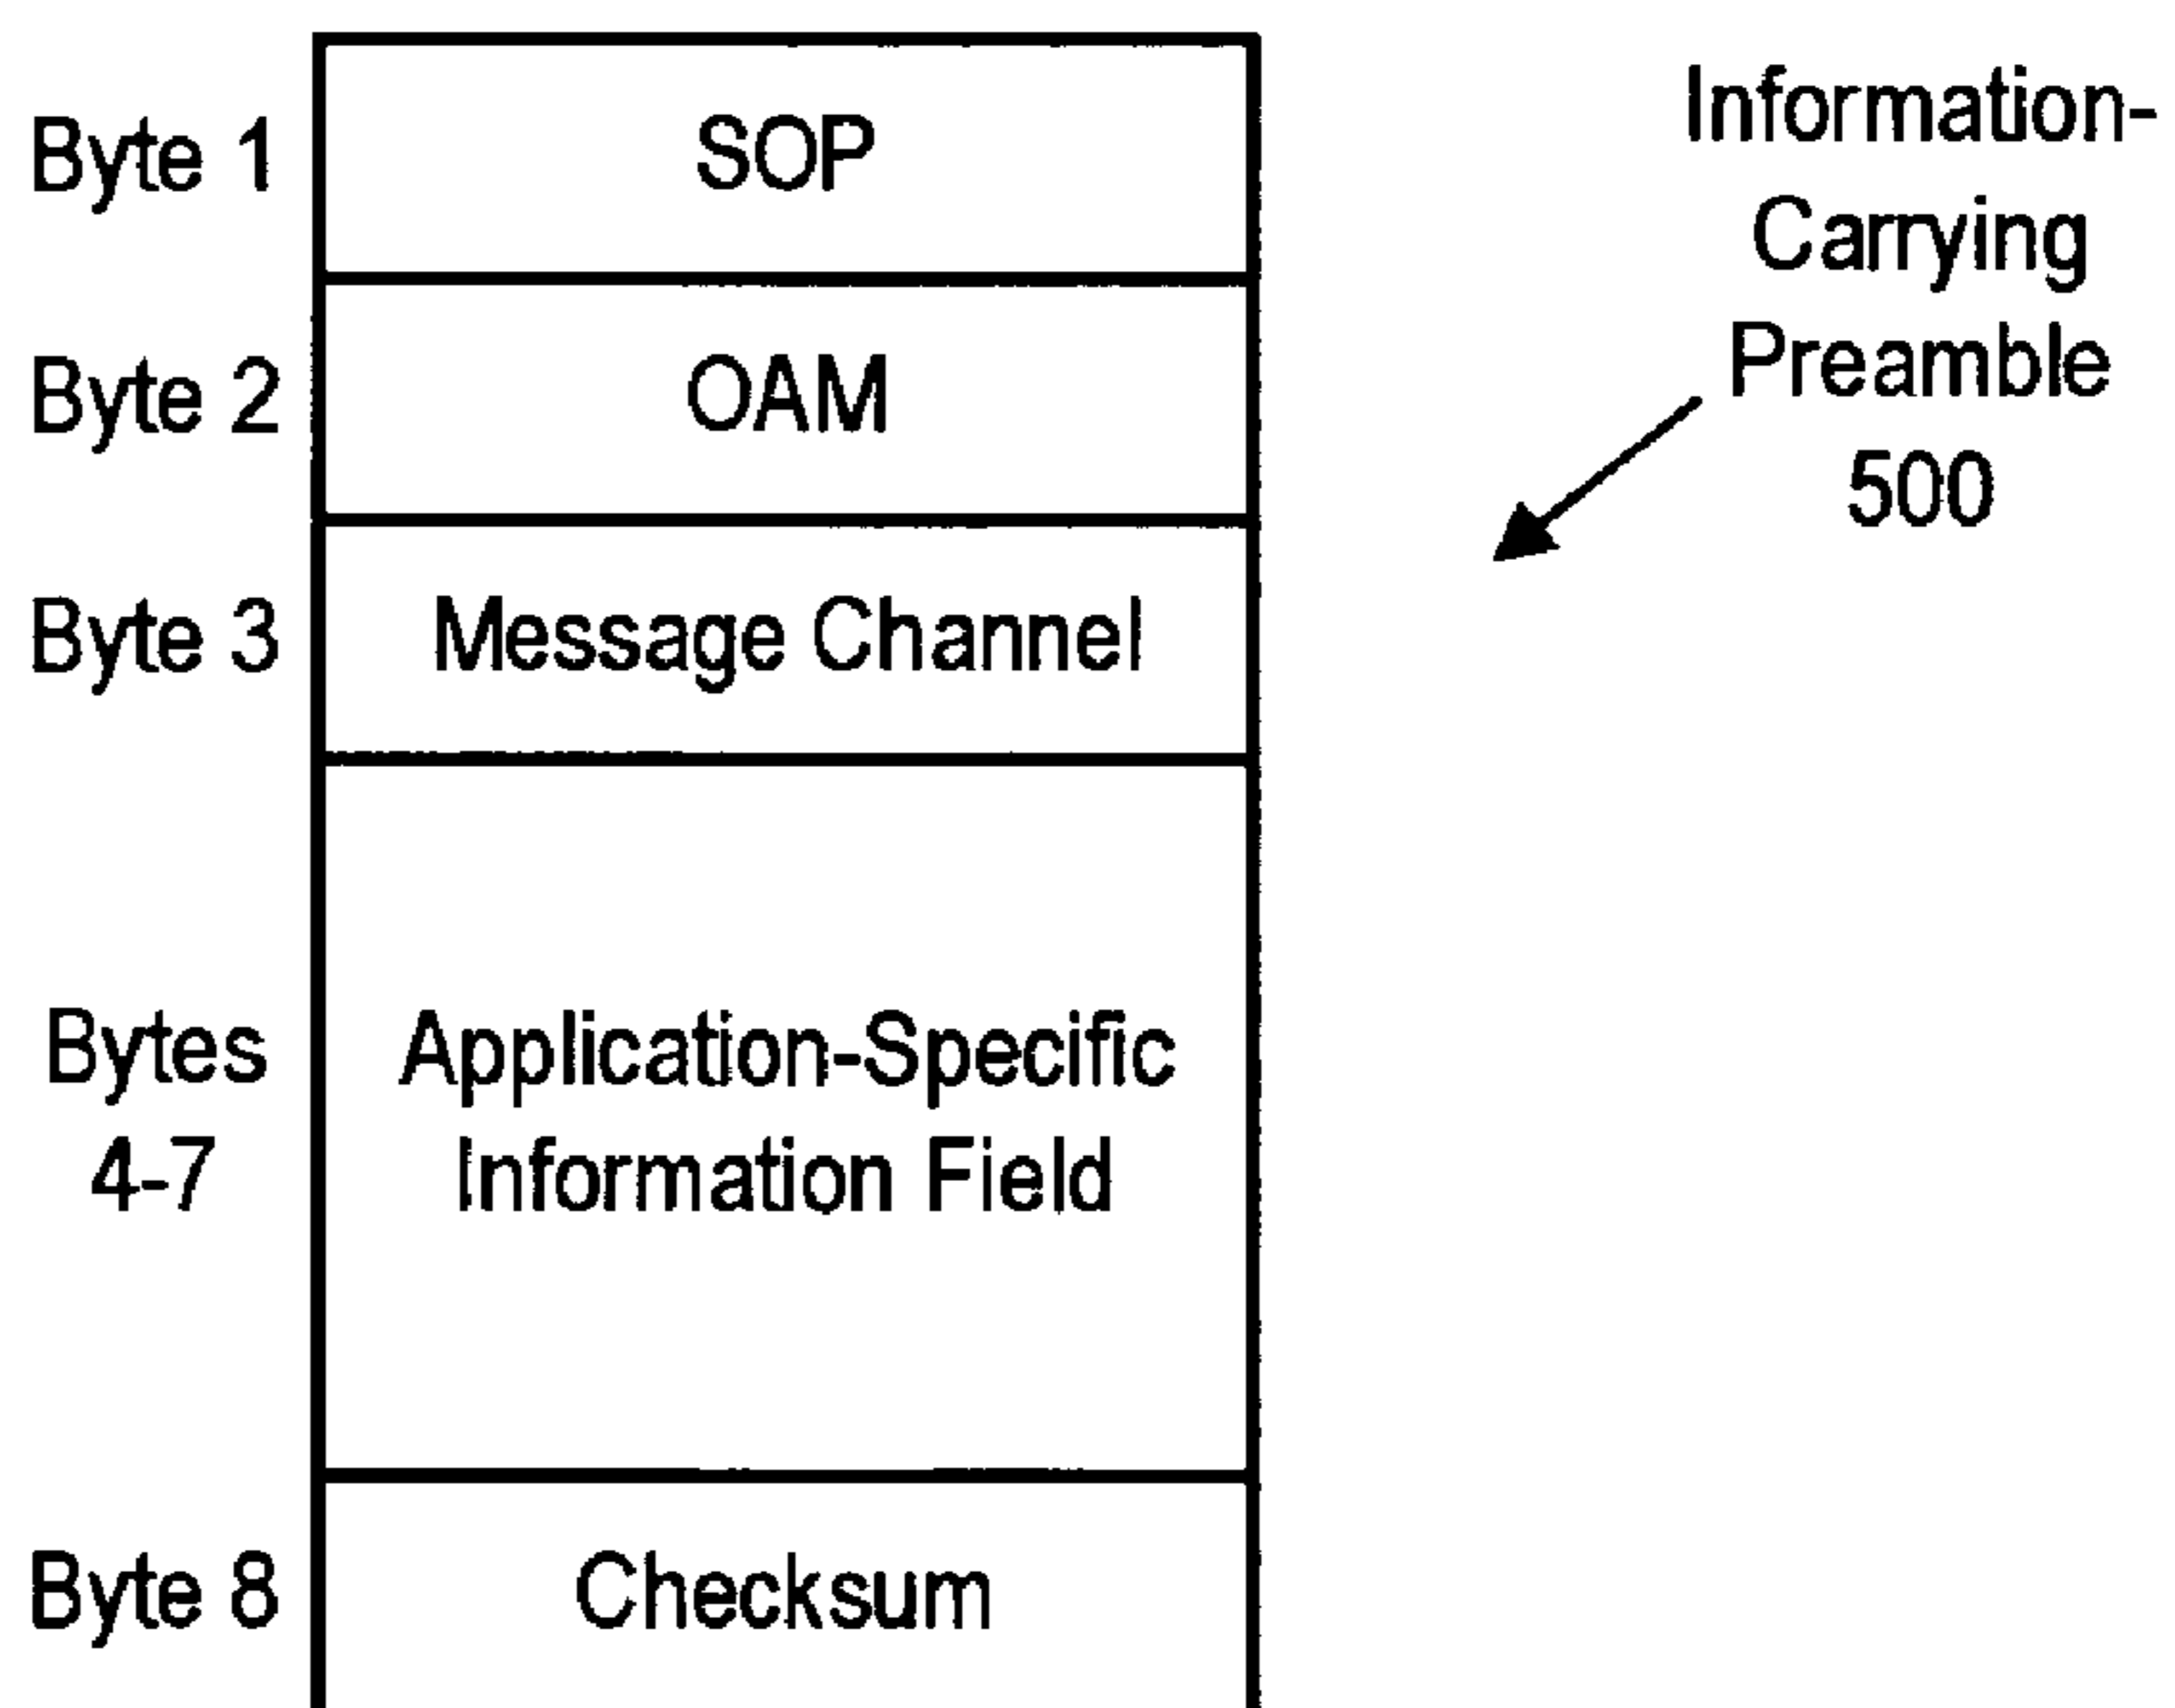 Byte 1
SOP
Byte 2
OAM
Byte 3
Message Channel
Bytes
4-7
Application-Specific
Information Field
Byte 8
Checksum
Information-
Carrying
Preamble
500